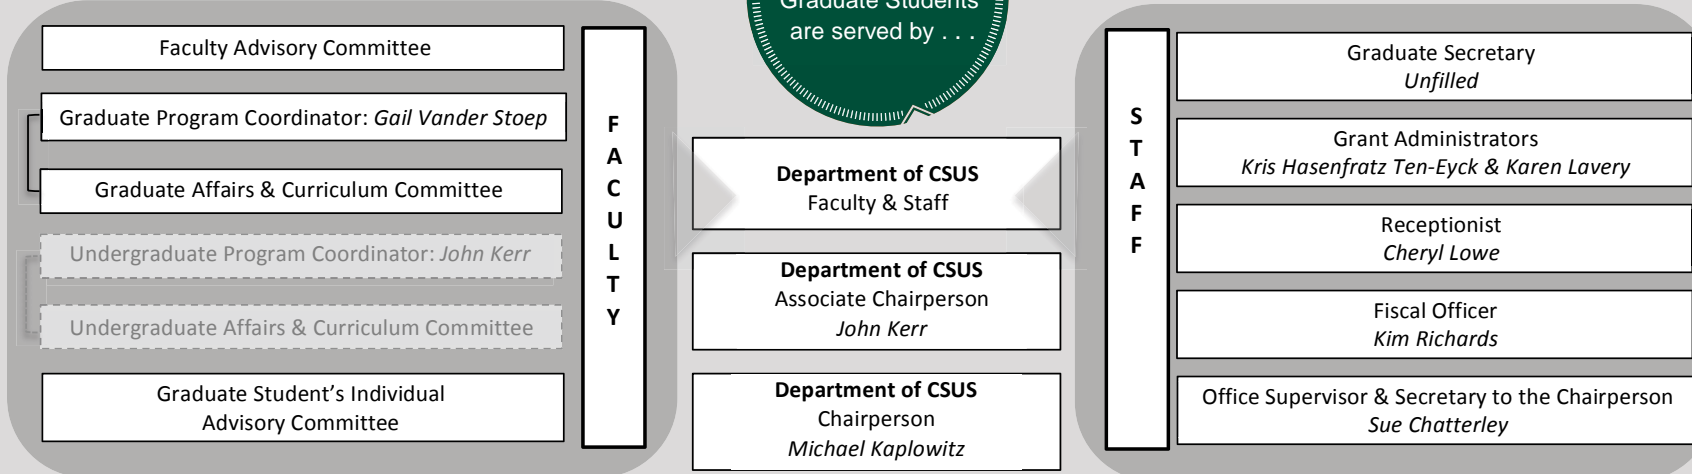 Graduate Students
are served by . . .
Faculty Advisory Committee
Graduate Program Coordinator: Gail Vander Stoep
Graduate Affairs & Curriculum Committee
Undergraduate Program Coordinator: John Kerr
Undergraduate Affairs & Curriculum Committee
Graduate Student’s Individual
Advisory Committee
F
A
C
U
L
T
Y
Department of CSUS
Faculty & Staff
Department of CSUS
Associate Chairperson
John Kerr
Department of CSUS
Chairperson
Michael Kaplowitz
S
T
A
F
F
Graduate Secretary
Unfilled
Grant Administrators
Kris Hasenfratz Ten-Eyck & Karen Lavery
Receptionist
Cheryl Lowe
Fiscal Officer
Kim Richards
Office Supervisor & Secretary to the Chairperson
Sue Chatterley